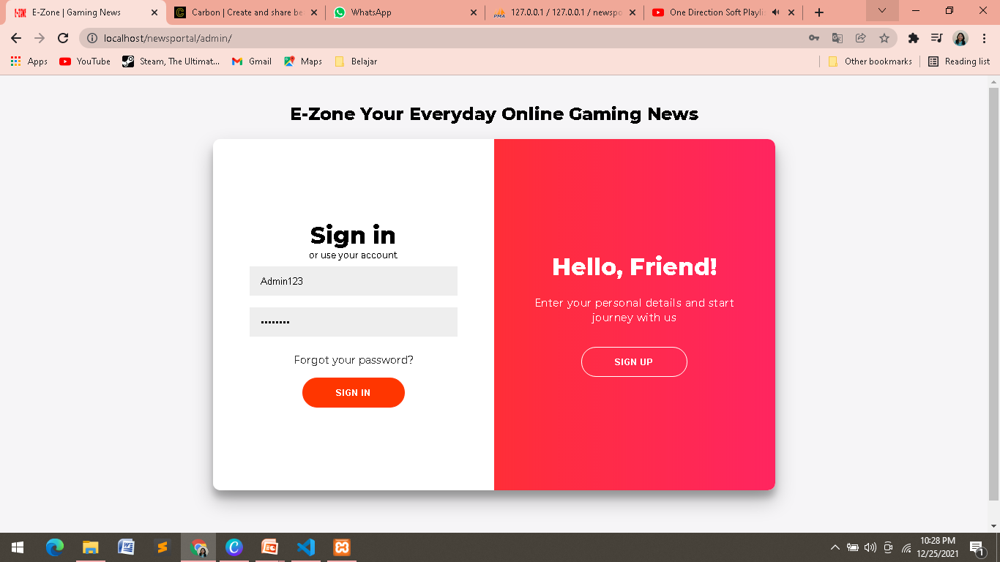 E-Zone | Gaming News
Carbon | Create and share be
WhatsApp
127.0.0.1 / 127.0.0.1 / newspo
One Direction Soft Playli
localhost/newsportal/admin/
Apps
YouTube
Steam, The Ultimat...
Gmail
Maps
Belajar
Other bookmarks
Reading list
E-Zone Your Everyday Online Gaming News
Sign in
or use your account
Admin123
••••••••
Forgot your password?
SIGN IN
Hello, Friend!
Enter your personal details and start
journey with us
SIGN UP
10:28 PM
12/25/2021
1